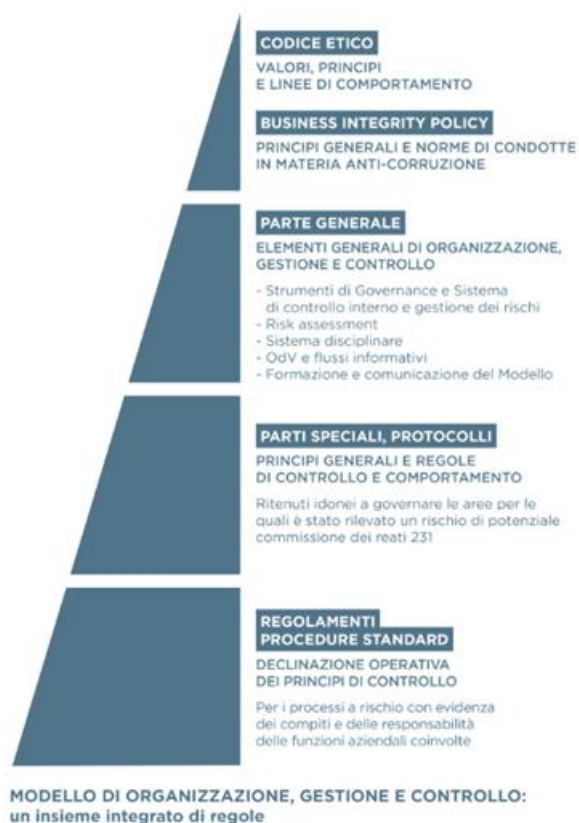 CODICE ETICO
VALORI, PRINCIPI
E LINEE DI COMPORTAMENTO
BUSINESS INTEGRITY POLICY
PRINCIPI GENERALI E NORME DI CONDOTTE
IN MATERIA ANTI-CORRUZIONE
PARTE GENERALE
ELEMENTI GENERALI DI ORGANIZZAZIONE,
GESTIONE E CONTROLLO
- Strumenti di Governance e Sistema
di controllo interno e gestione dei rischi
- Risk assessment
- Sistema disciplinare
- OdV e flussi informativi
- Formazione e comunicazione del Modello
PARTI SPECIALI, PROTOCOLLI
PRINCIPI GENERALI E REGOLE
DI CONTROLLO E COMPORTAMENTO
Ritenuti idonei a governare le aree per le
quali è stato rilevato un rischio di potenziale
commissione dei reati 231
REGOLAMENTI
PROCEDURE STANDARD
DECLINAZIONE OPERATIVA
DEI PRINCIPI DI CONTROLLO
Per i processi a rischio con evidenza
dei compiti e delle responsabilità
delle funzioni aziendali coinvolte
MODELLO DI ORGANIZZAZIONE, GESTIONE E CONTROLLO:
un insieme integrato di regole